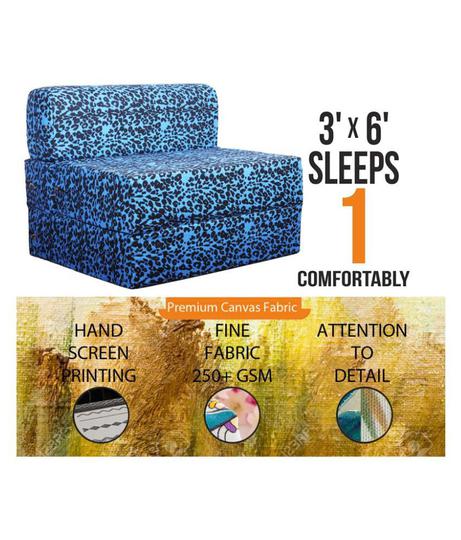 3' x 6'
SLEEPS
1
COMFORTABLY
Premium Canvas Fabric
HAND
SCREEN
PRINTING
FINE
FABRIC
250+ GSM
ATTENTION
TO
DETAIL